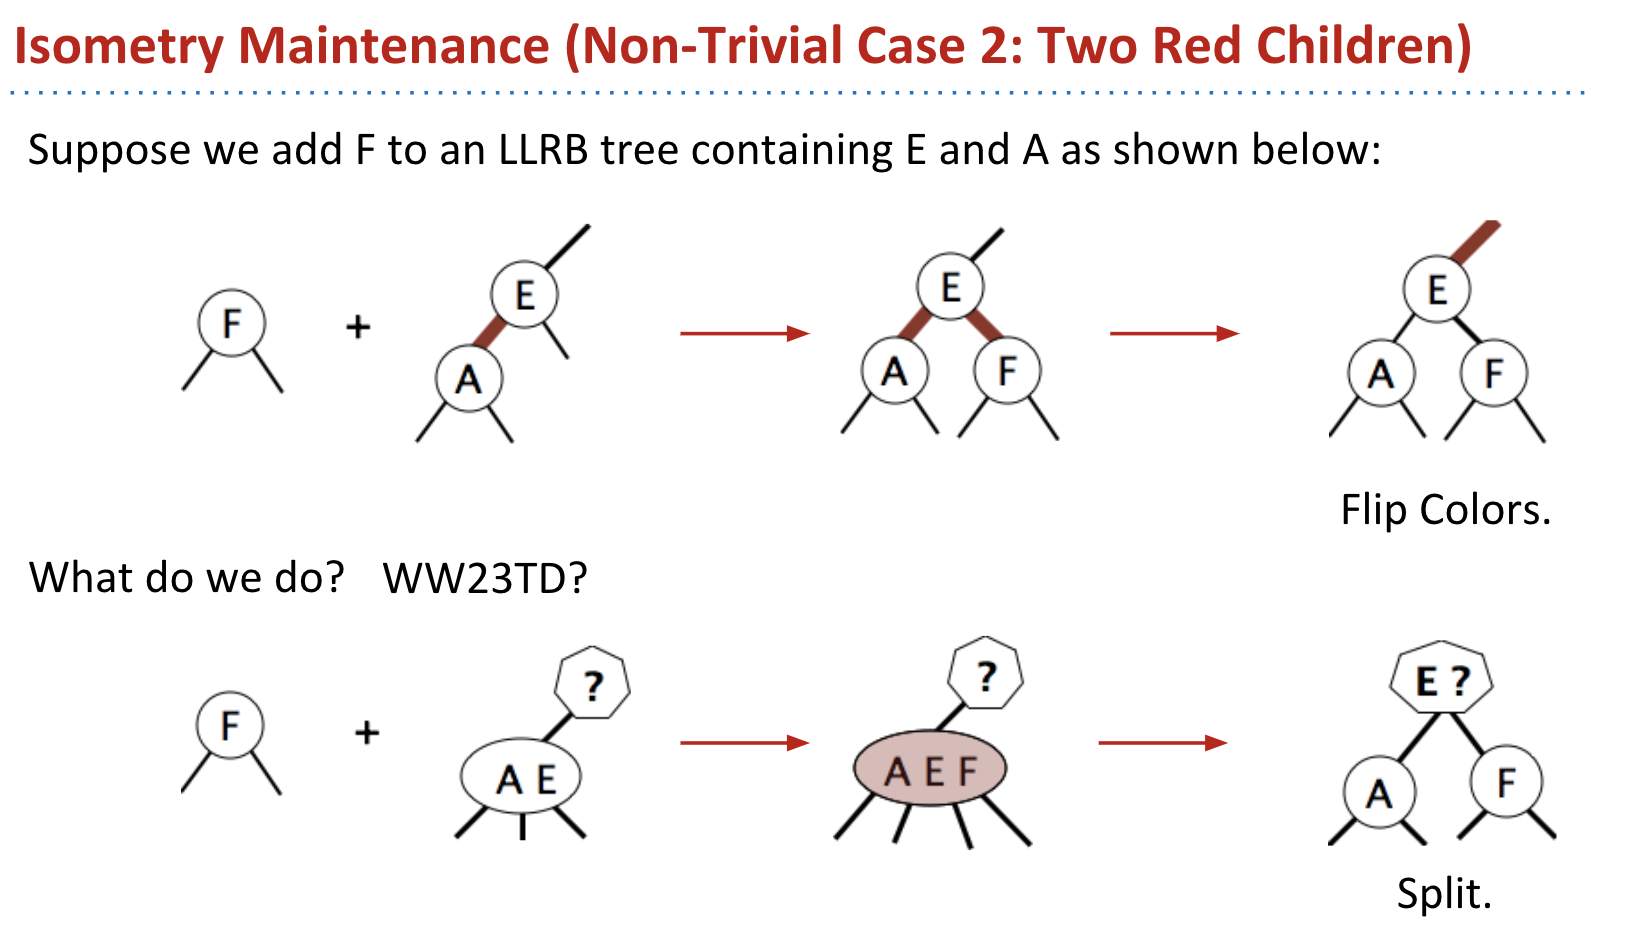 Isometry Maintenance (Non-Trivial Case 2: Two Red Children)
Suppose we add F to an LLRB tree containing E and A as shown below:
F + E A
E A F
E A F
Flip Colors.
What do we do? WW23TD?
F + ? A E
? A E F
E ? A F
Split.